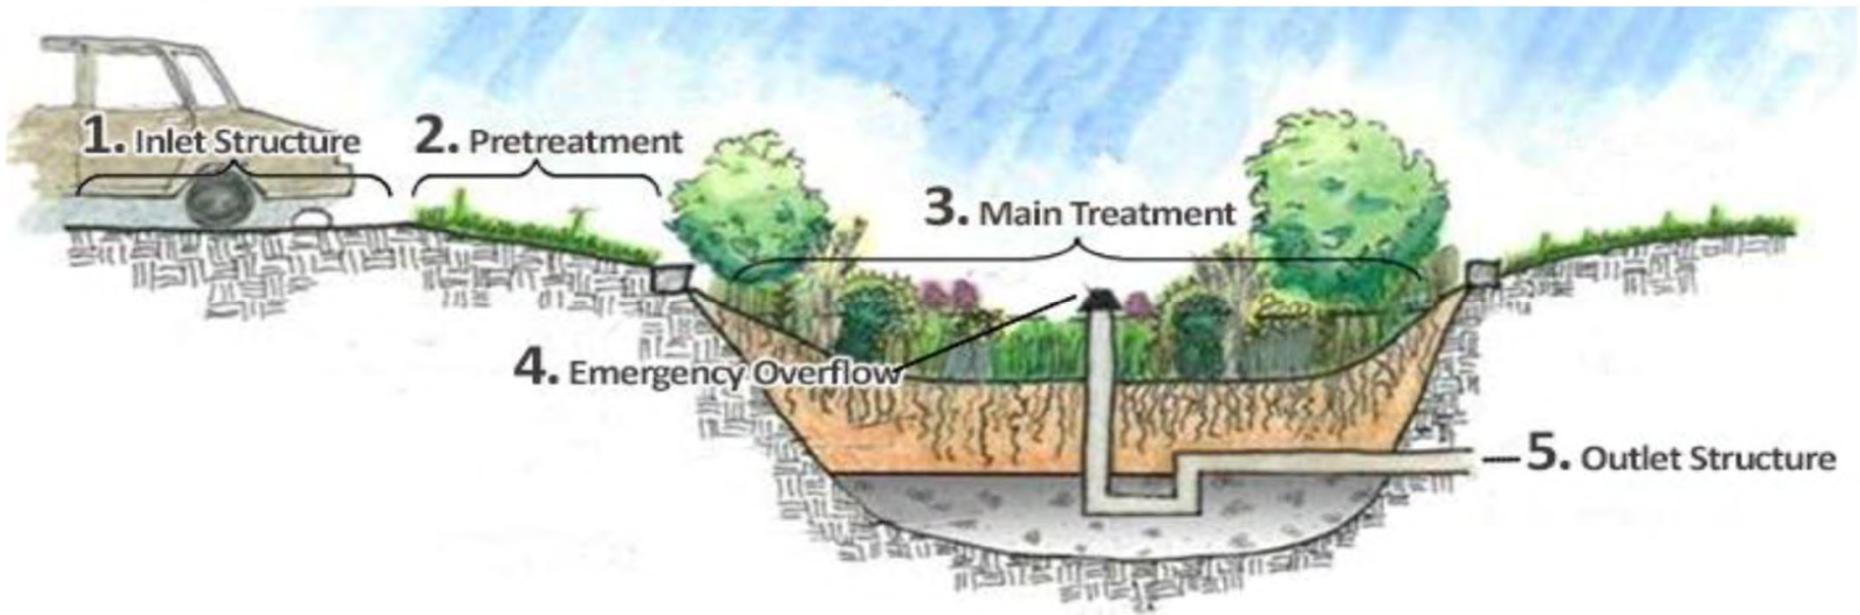 1. Inlet Structure
2. Pretreatment
3. Main Treatment
4. Emergency Overflow
5. Outlet Structure